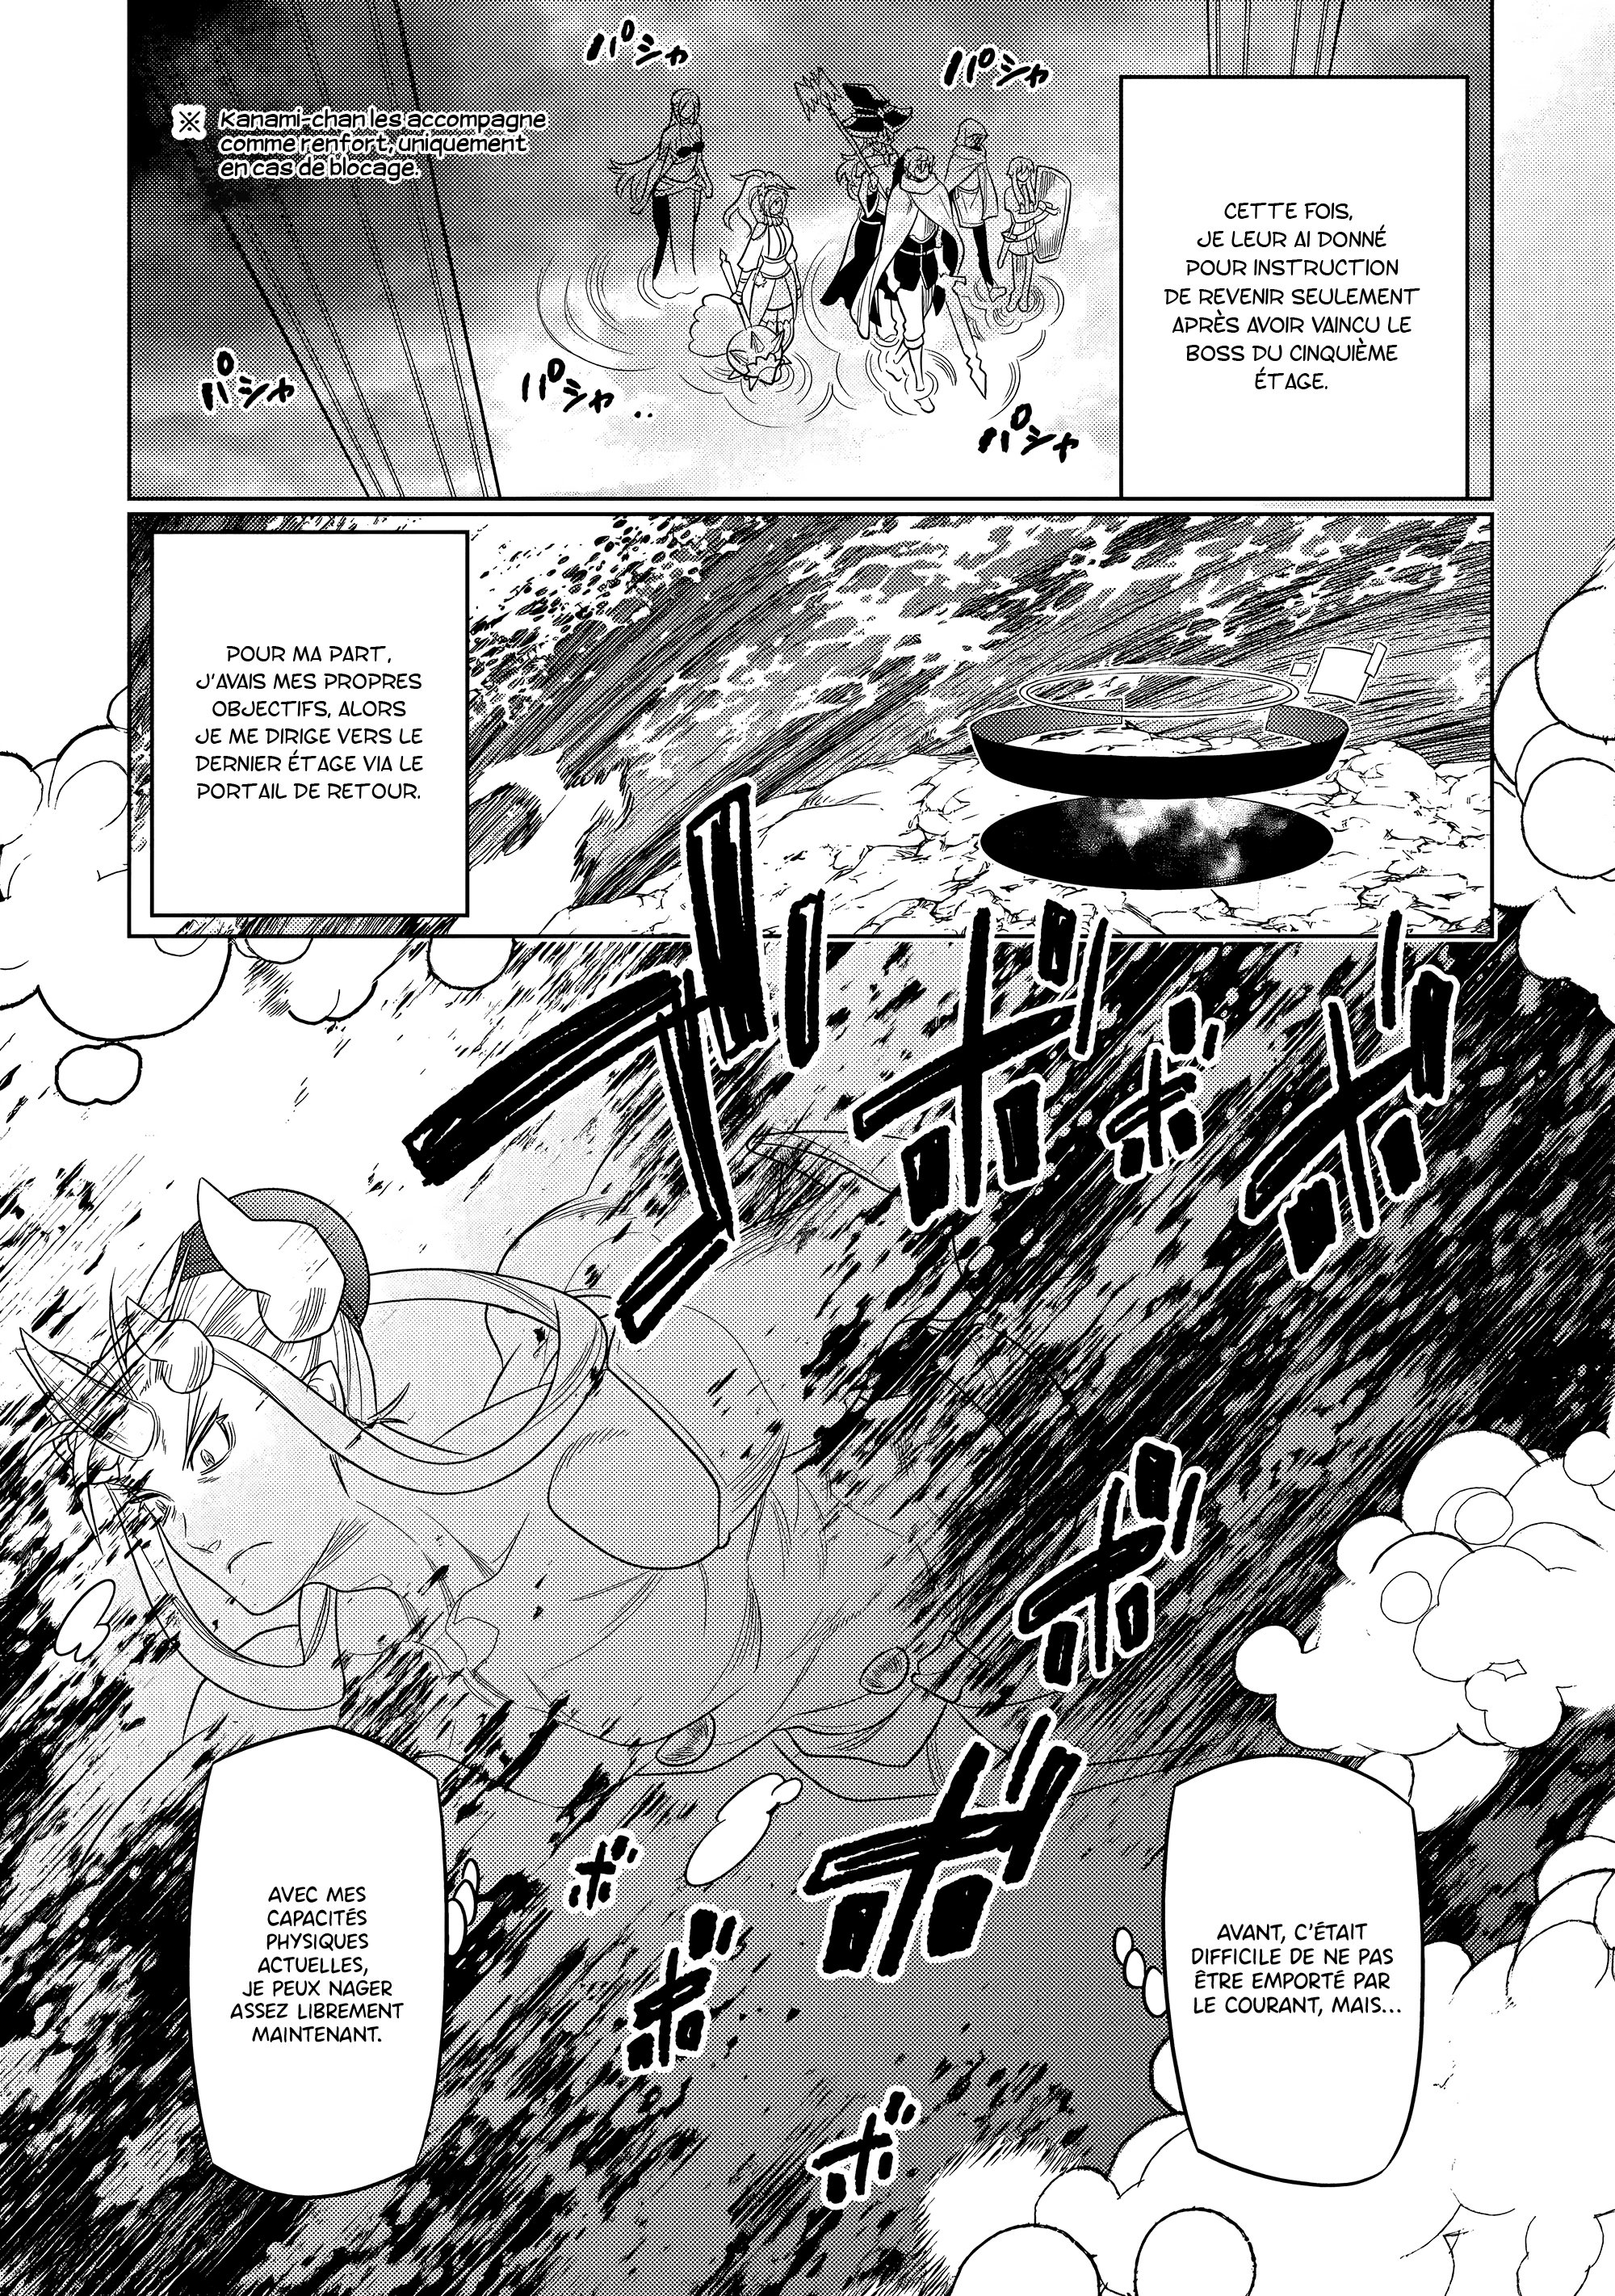 パシャ
パシャ
※ Kanami-chan les accompagne
comme renfort, uniquement
en cas de blocage.
CETTE FOIS,
JE LEUR AI DONNÉ
POUR INSTRUCTION
DE REVENIR SEULEMENT
APRÈS AVOIR VAINCU LE
BOSS DU CINQUIÈME
ÉTAGE.
パシャ
パシャ..
パシャ
POUR MA PART,
J'AVAIS MES PROPRES
OBJECTIFS, ALORS
JE ME DIRIGE VERS LE
DERNIER ÉTAGE VIA LE
PORTAIL DE RETOUR.
ボ
ボ
ボ
ボ
ボ
ボ
ボ
ボ
AVANT, C'ÉTAIT
DIFFICILE DE NE PAS
ÊTRE EMPORTÉ PAR
LE COURANT, MAIS...
AVEC MES
CAPACITÉS
PHYSIQUES
ACTUELLES,
JE PEUX NAGER
ASSEZ LIBREMENT
MAINTENANT.